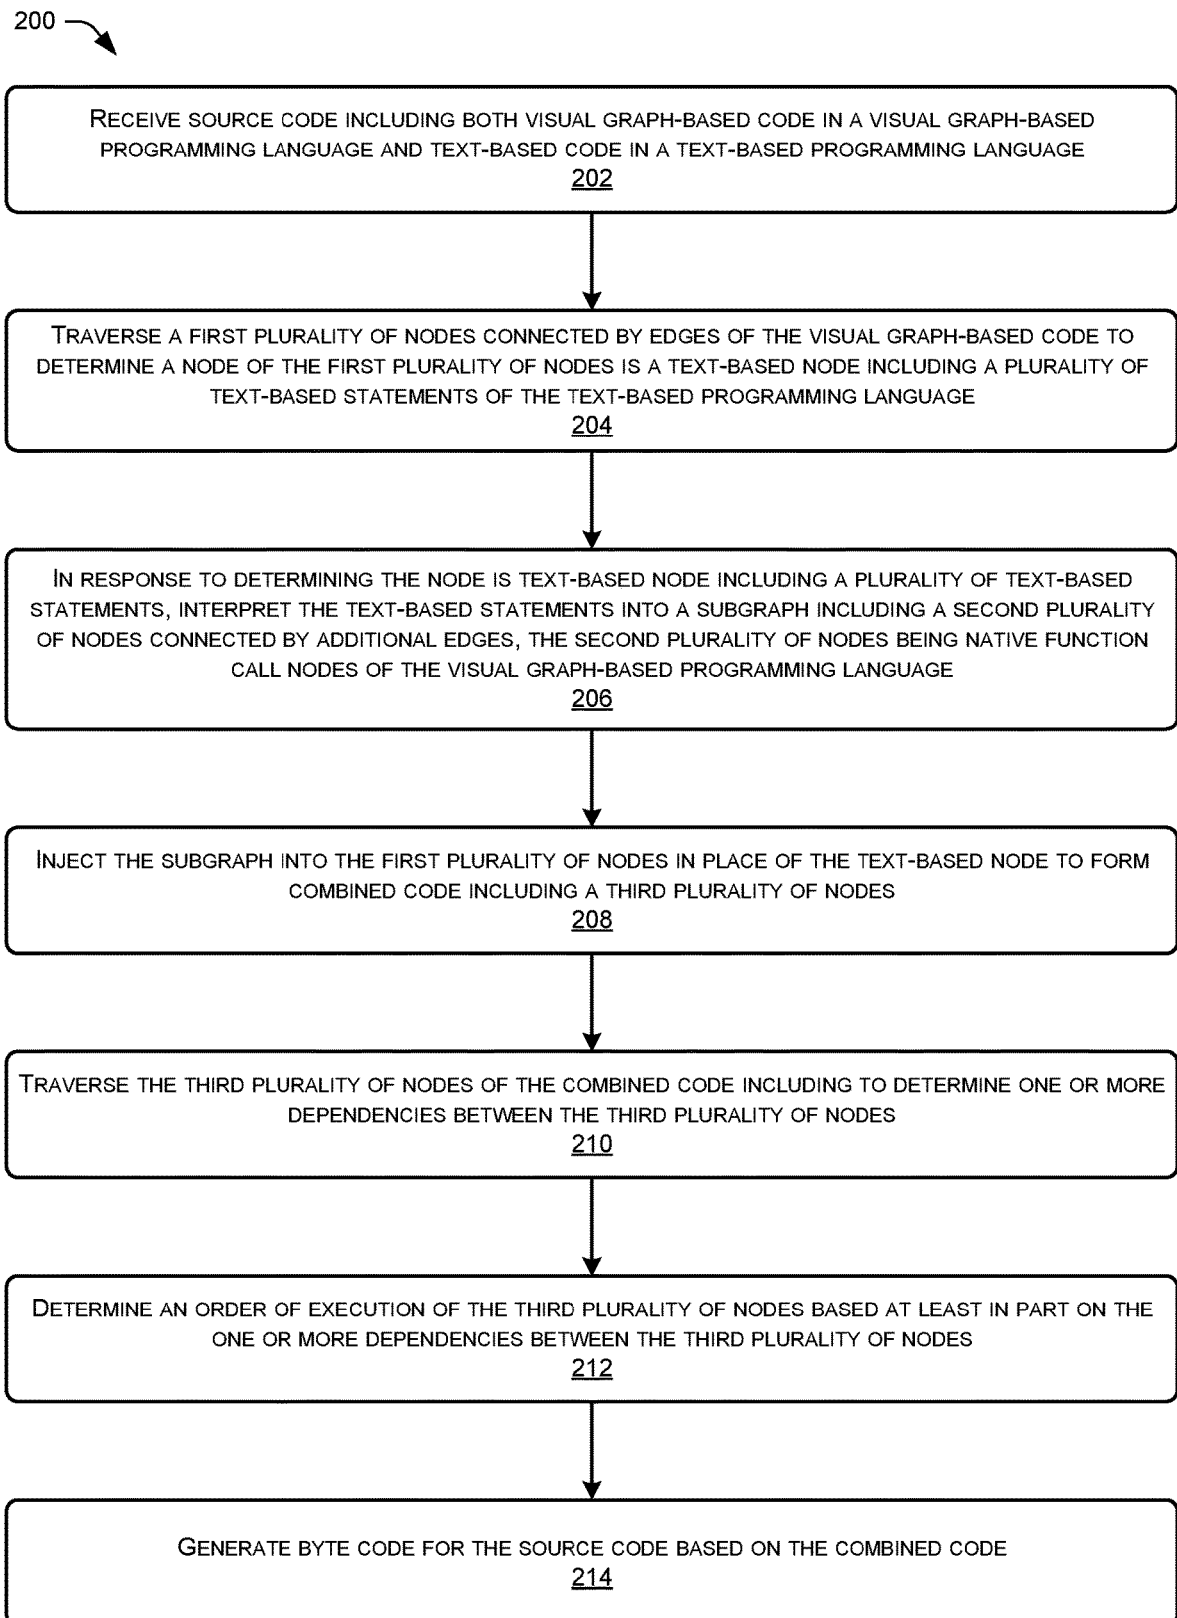 200
RECEIVE SOURCE CODE INCLUDING BOTH VISUAL GRAPH-BASED CODE IN A VISUAL GRAPH-BASED
PROGRAMMING LANGUAGE AND TEXT-BASED CODE IN A TEXT-BASED PROGRAMMING LANGUAGE
202
TRAVERSE A FIRST PLURALITY OF NODES CONNECTED BY EDGES OF THE VISUAL GRAPH-BASED CODE TO
DETERMINE A NODE OF THE FIRST PLURALITY OF NODES IS A TEXT-BASED NODE INCLUDING A PLURALITY OF
TEXT-BASED STATEMENTS OF THE TEXT-BASED PROGRAMMING LANGUAGE
204
IN RESPONSE TO DETERMINING THE NODE IS TEXT-BASED NODE INCLUDING A PLURALITY OF TEXT-BASED
STATEMENTS, INTERPRET THE TEXT-BASED STATEMENTS INTO A SUBGRAPH INCLUDING A SECOND PLURALITY
OF NODES CONNECTED BY ADDITIONAL EDGES, THE SECOND PLURALITY OF NODES BEING NATIVE FUNCTION
CALL NODES OF THE VISUAL GRAPH-BASED PROGRAMMING LANGUAGE
206
INJECT THE SUBGRAPH INTO THE FIRST PLURALITY OF NODES IN PLACE OF THE TEXT-BASED NODE TO FORM
COMBINED CODE INCLUDING A THIRD PLURALITY OF NODES
208
TRAVERSE THE THIRD PLURALITY OF NODES OF THE COMBINED CODE INCLUDING TO DETERMINE ONE OR MORE
DEPENDENCIES BETWEEN THE THIRD PLURALITY OF NODES
210
DETERMINE AN ORDER OF EXECUTION OF THE THIRD PLURALITY OF NODES BASED AT LEAST IN PART ON THE
ONE OR MORE DEPENDENCIES BETWEEN THE THIRD PLURALITY OF NODES
212
GENERATE BYTE CODE FOR THE SOURCE CODE BASED ON THE COMBINED CODE
214